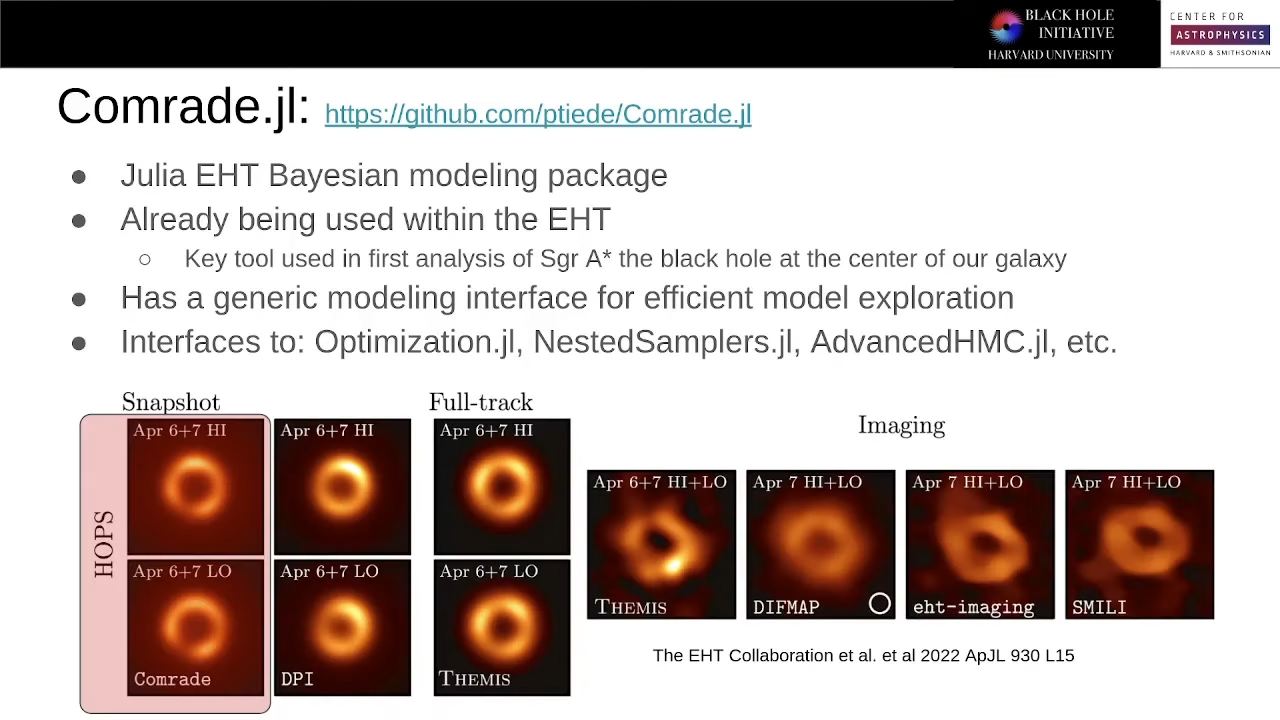 BLACK HOLE
INITIATIVE
HARVARD UNIVERSITY
CENTER FOR
ASTROPHYSICS
HARVARD & SMITHSONIAN
Comrade.jl: https://github.com/ptiede/Comrade.jl
● Julia EHT Bayesian modeling package
● Already being used within the EHT
○ Key tool used in first analysis of Sgr A* the black hole at the center of our galaxy
● Has a generic modeling interface for efficient model exploration
● Interfaces to: Optimization.jl, NestedSamplers.jl, AdvancedHMC.jl, etc.
Snapshot
Full-track
Imaging
HOPS
Apr 6+7 HI
Apr 6+7 HI
Apr 6+7 HI
Apr 6+7 LO
Comrade
Apr 6+7 LO
DPI
Apr 6+7 LO
THEMIS
Apr 6+7 HI+LO
THEMIS
Apr 7 HI+LO
DIFMAP
Apr 7 HI+LO
eht-imaging
Apr 7 HI+LO
SMILI
The EHT Collaboration et al. et al 2022 ApJL 930 L15